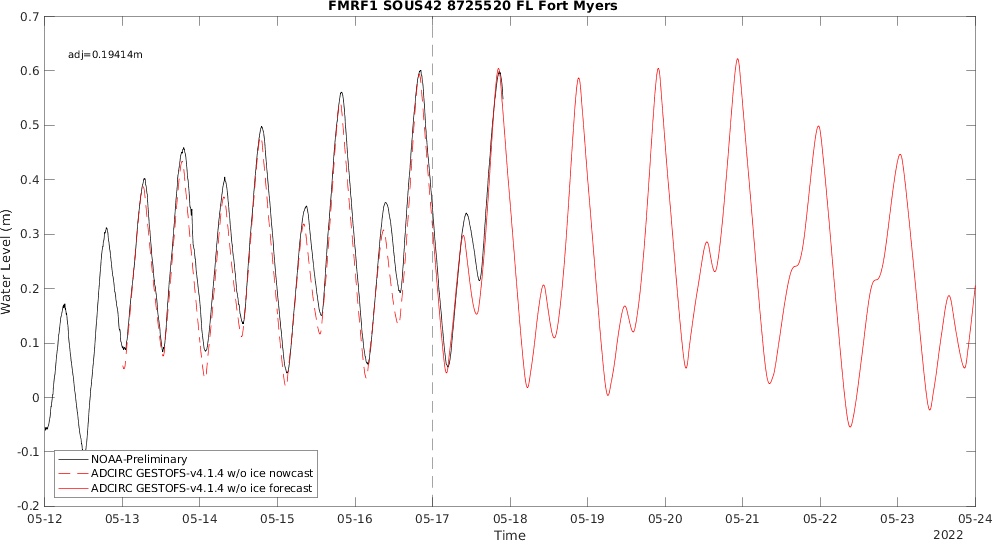 FMRF1 SOUS42 8725520 FL Fort Myers
0.7
adj=0.19414m
0.6
0.5
0.4
0.3
0.2
0.1
0
-0.1
-0.2
Water Level (m)
NOAA-Preliminary
ADCIRC GESTOFS-v4.1.4 w/o ice nowcast
ADCIRC GESTOFS-v4.1.4 w/o ice forecast
05-12 05-13 05-14 05-15 05-16 05-17 05-18 05-19 05-20 05-21 05-22 05-23 05-24
Time
2022